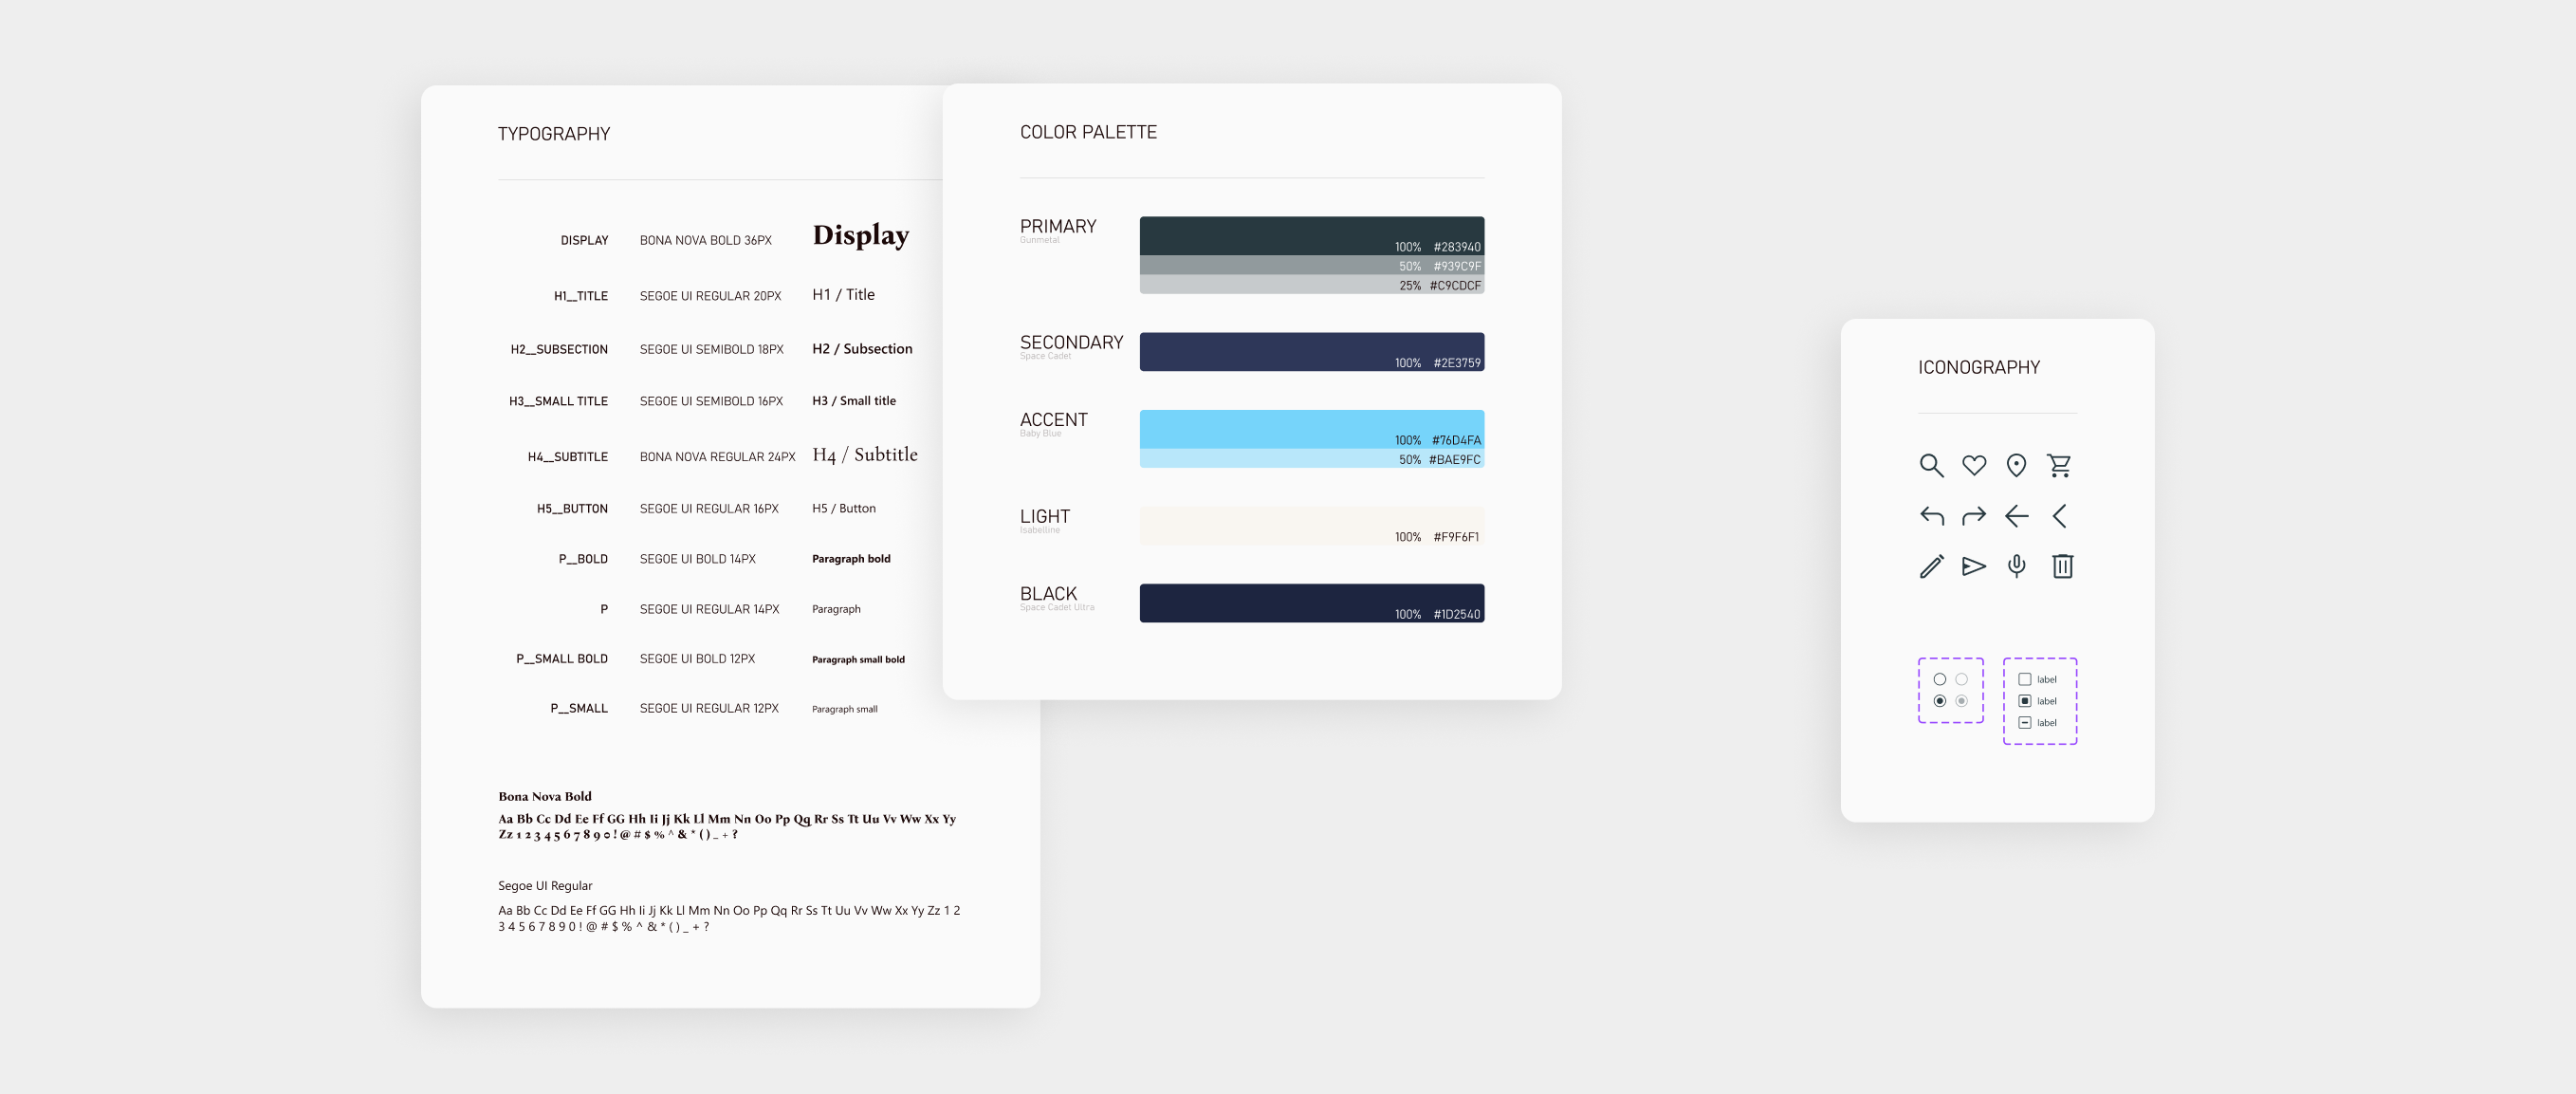 TYPOGRAPHY
DISPLAY BONA NOVA BOLD 36PX Display
H1__TITLE SEGOE UI REGULAR 20PX H1 / Title
H2__SUBSECTION SEGOE UI SEMIBOLD 18PX H2 / Subsection
H3__SMALL TITLE SEGOE UI SEMIBOLD 16PX H3 / Small title
H4__SUBTITLE BONA NOVA REGULAR 24PX H4 / Subtitle
H5__BUTTON SEGOE UI REGULAR 16PX H5 / Button
P__BOLD SEGOE UI BOLD 14PX Paragraph bold
P SEGOE UI REGULAR 14PX Paragraph
P__SMALL BOLD SEGOE UI BOLD 12PX Paragraph small bold
P__SMALL SEGOE UI REGULAR 12PX Paragraph small
Bona Nova Bold
Aa Bb Cc Dd Ee Ff GG Hh Ii Jj Kk Ll Mm Nn Oo Pp Qq Rr Ss Tt Uu Vv Ww Xx Yy
Zz 1 2 3 4 5 6 7 8 9 0 ! @ # $ % ^ & * ( ) _ + ?
Segoe UI Regular
Aa Bb Cc Dd Ee Ff GG Hh Ii Jj Kk Ll Mm Nn Oo Pp Qq Rr Ss Tt Uu Vv Ww Xx Yy Zz 1 2
3 4 5 6 7 8 9 0 ! @ # $ % ^ & * ( ) _ + ?
COLOR PALETTE
PRIMARY
Gunmetal
100% #283940
50% #939C9F
25% #C9CDCF
SECONDARY
Space Cadet
100% #2E3759
ACCENT
Baby Blue
100% #76D4FA
50% #BAE9FC
LIGHT
Isabelline
100% #F9F6F1
BLACK
Space Cadet Ultra
100% #1D2540
ICONOGRAPHY
label
label
label